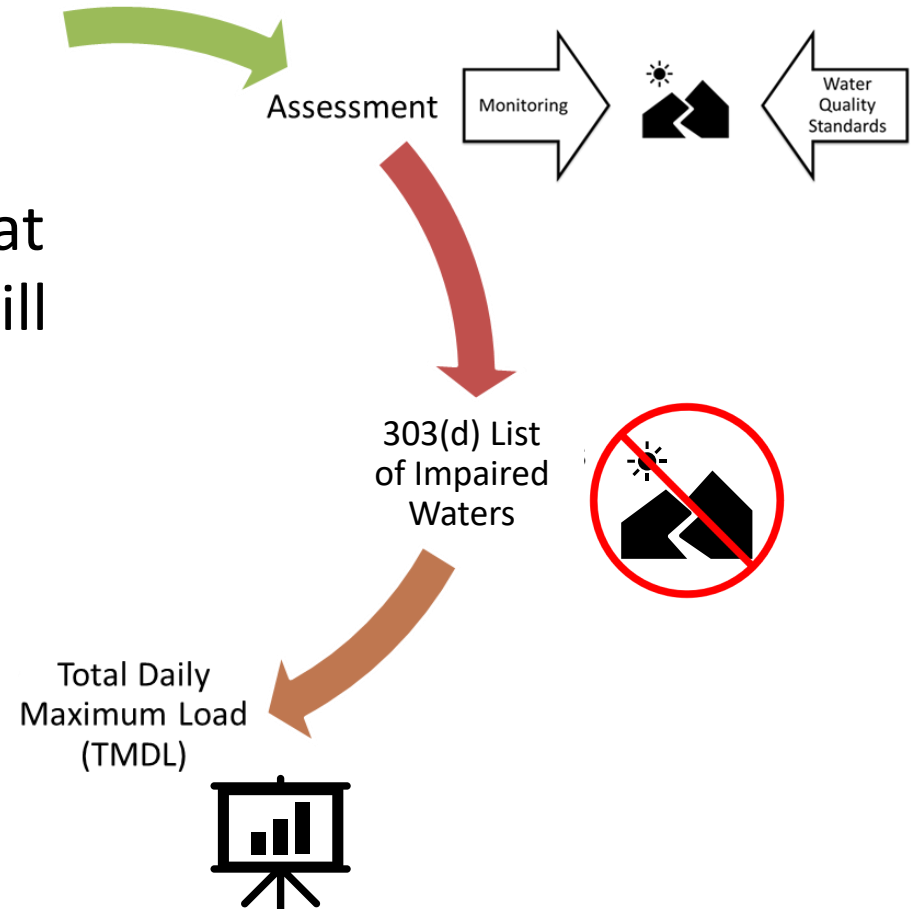 Assessment
Monitoring
Water
Quality
Standards
at
ill
303(d) List
of Impaired
Waters
Total Daily
Maximum Load
(TMDL)